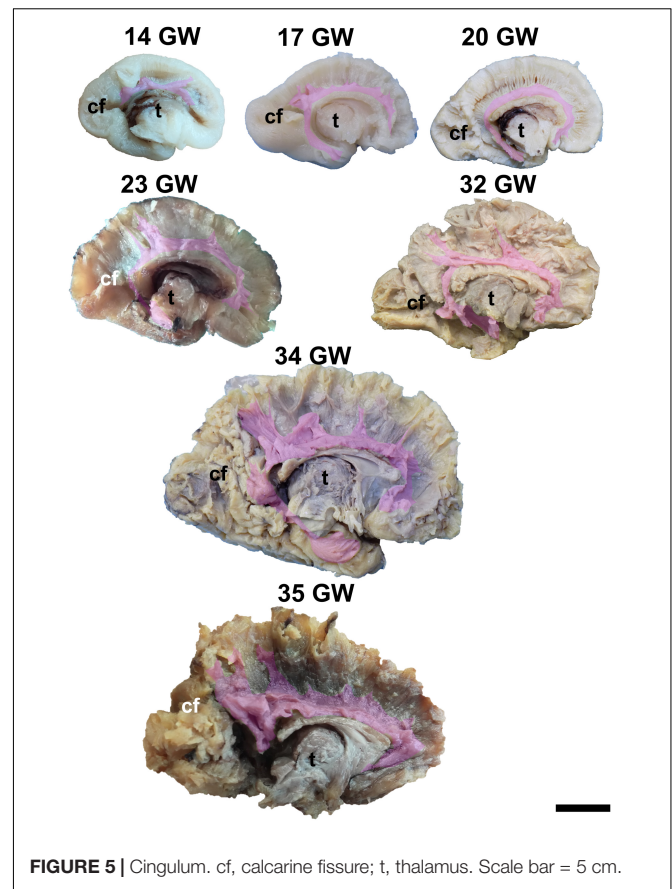 14 GW 17 GW 20 GW
cf t cf t cf t
23 GW 32 GW
cf t cf t
34 GW
cf t
35 GW
cf
t
FIGURE 5 | Cingulum. cf, calcarine fissure; t, thalamus. Scale bar = 5 cm.